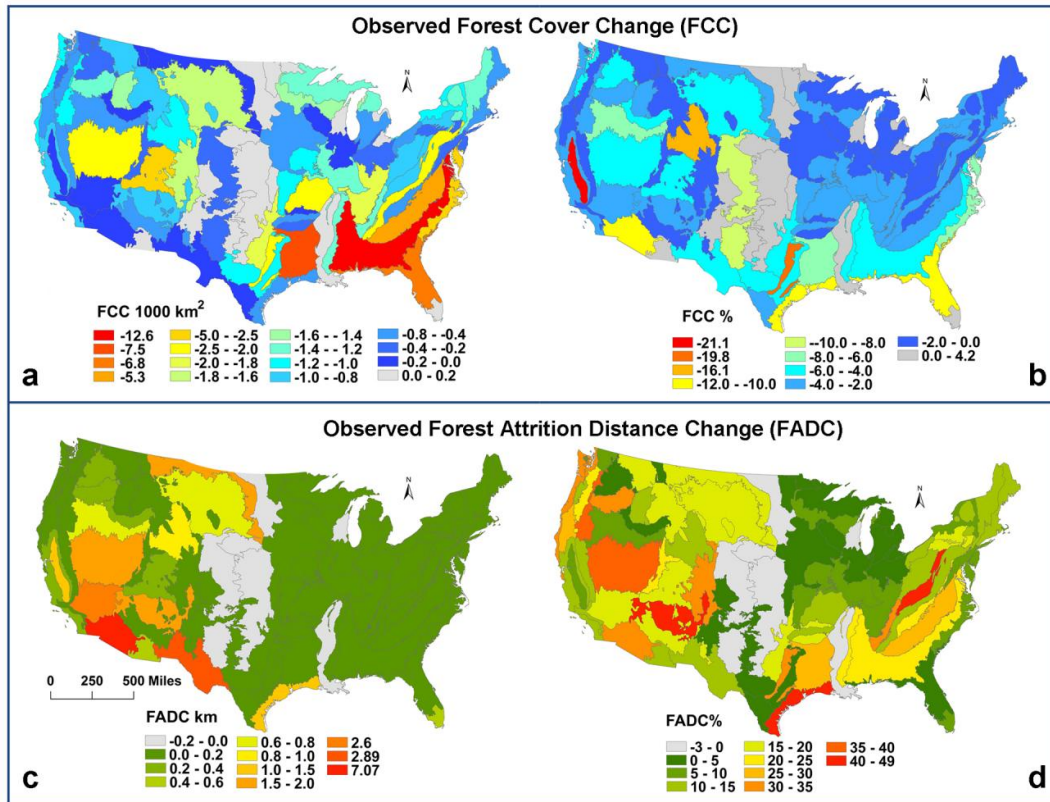 Observed Forest Cover Change (FCC)
N
N
FCC 1000 km²
-12.6
-7.5
-6.8
-5.3
-5.0 - -2.5
-2.5 - -2.0
-2.0 - -1.8
-1.8 - -1.6
-1.6 - -1.4
-1.4 - -1.2
-1.2 - -1.0
-1.0 - -0.8
-0.8 - -0.4
-0.4 - -0.2
-0.2 - -0.0
0.0 - 0.2
a
FCC %
-21.1
-19.8
-16.1
-12.0 - -10.0
--10.0 - -8.0
-8.0 - -6.0
-6.0 - -4.0
-4.0 - -2.0
-2.0 - 0.0
0.0 - 4.2
b
Observed Forest Attrition Distance Change (FADC)
N
N
0 250 500 Miles
FADC km
-0.2 - 0.0
0.0 - 0.2
0.2 - 0.4
0.4 - 0.6
0.6 - 0.8
0.8 - 1.0
1.0 - 1.5
1.5 - 2.0
2.6
2.89
7.07
c
FADC%
-3 - 0
0 - 5
5 - 10
10 - 15
15 - 20
20 - 25
25 - 30
30 - 35
35 - 40
40 - 49
d